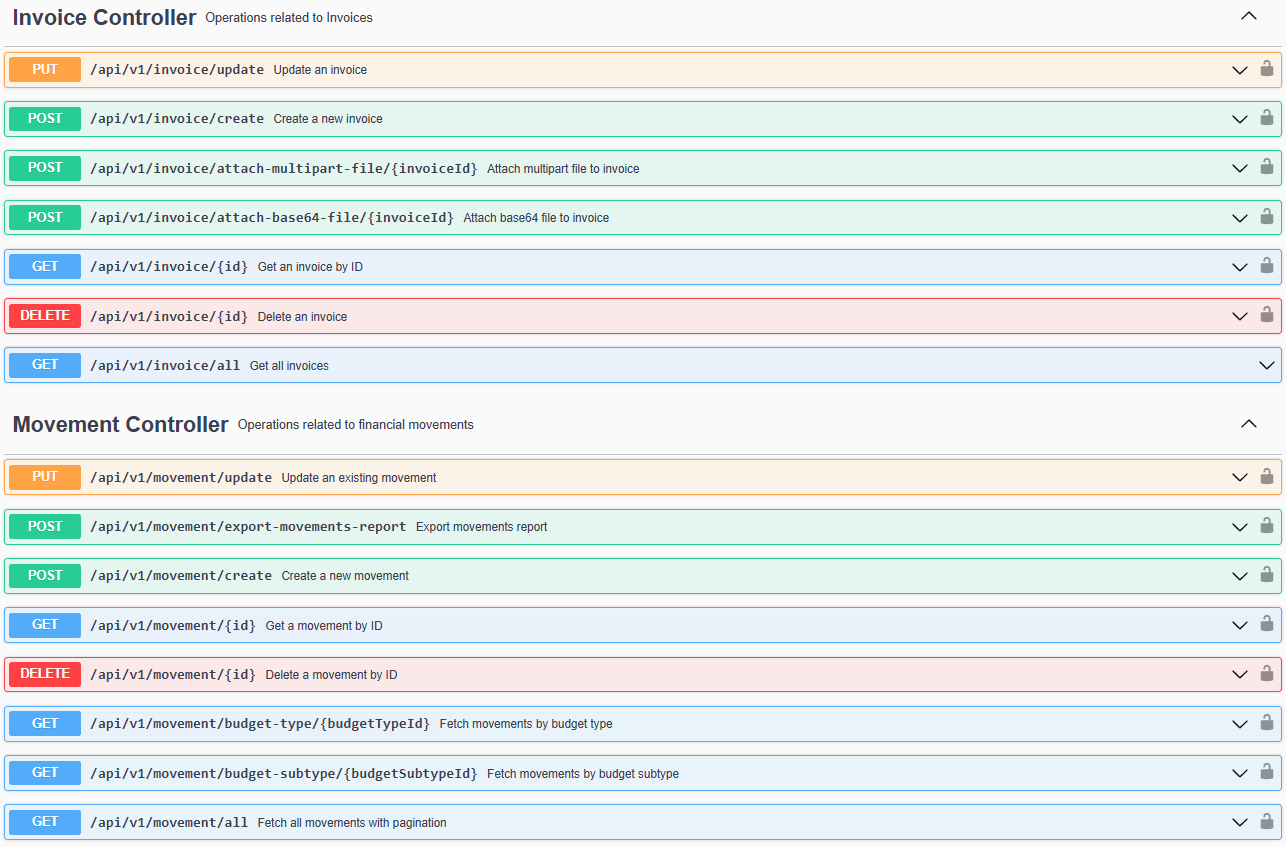 Invoice Controller Operations related to Invoices
PUT /api/v1/invoice/update Update an invoice
POST /api/v1/invoice/create Create a new invoice
POST /api/v1/invoice/attach-multipart-file/{invoiceId} Attach multipart file to invoice
POST /api/v1/invoice/attach-base64-file/{invoiceId} Attach base64 file to invoice
GET /api/v1/invoice/{id} Get an invoice by ID
DELETE /api/v1/invoice/{id} Delete an invoice
GET /api/v1/invoice/all Get all invoices
Movement Controller Operations related to financial movements
PUT /api/v1/movement/update Update an existing movement
POST /api/v1/movement/export-movements-report Export movements report
POST /api/v1/movement/create Create a new movement
GET /api/v1/movement/{id} Get a movement by ID
DELETE /api/v1/movement/{id} Delete a movement by ID
GET /api/v1/movement/budget-type/{budgetTypeId} Fetch movements by budget type
GET /api/v1/movement/budget-subtype/{budgetSubtypeId} Fetch movements by budget subtype
GET /api/v1/movement/all Fetch all movements with pagination